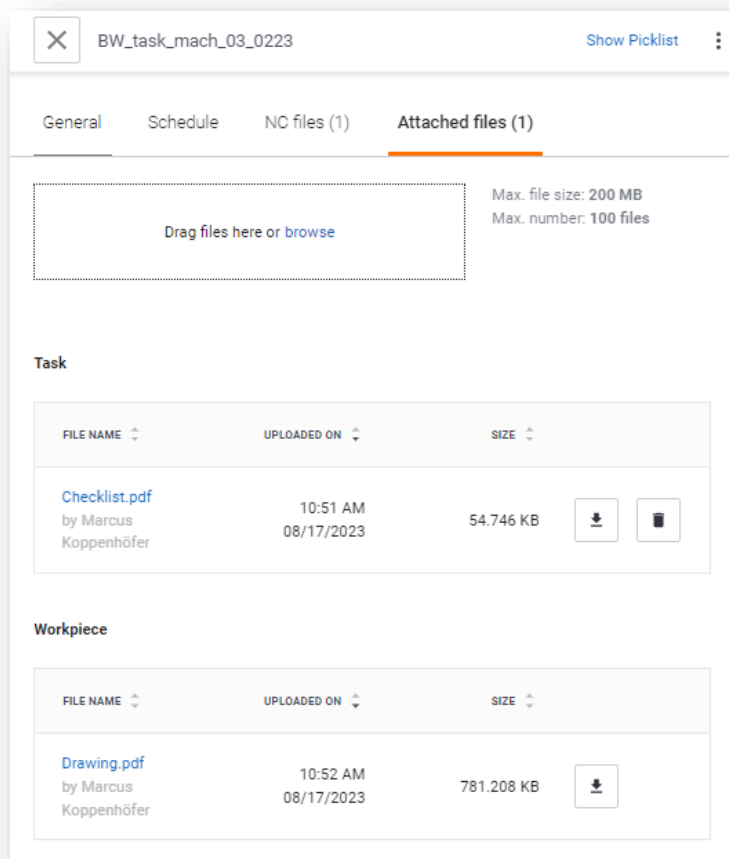 BW_task_mach_03_0223
Show Picklist
General Schedule NC files (1) Attached files (1)
Drag files here or browse
Max. file size: 200 MB
Max. number: 100 files
Task
FILE NAME UPLOADED ON SIZE
Checklist.pdf
by Marcus
Koppenhöfer
10:51 AM
08/17/2023
54.746 KB
Workpiece
FILE NAME UPLOADED ON SIZE
Drawing.pdf
by Marcus
Koppenhöfer
10:52 AM
08/17/2023
781.208 KB